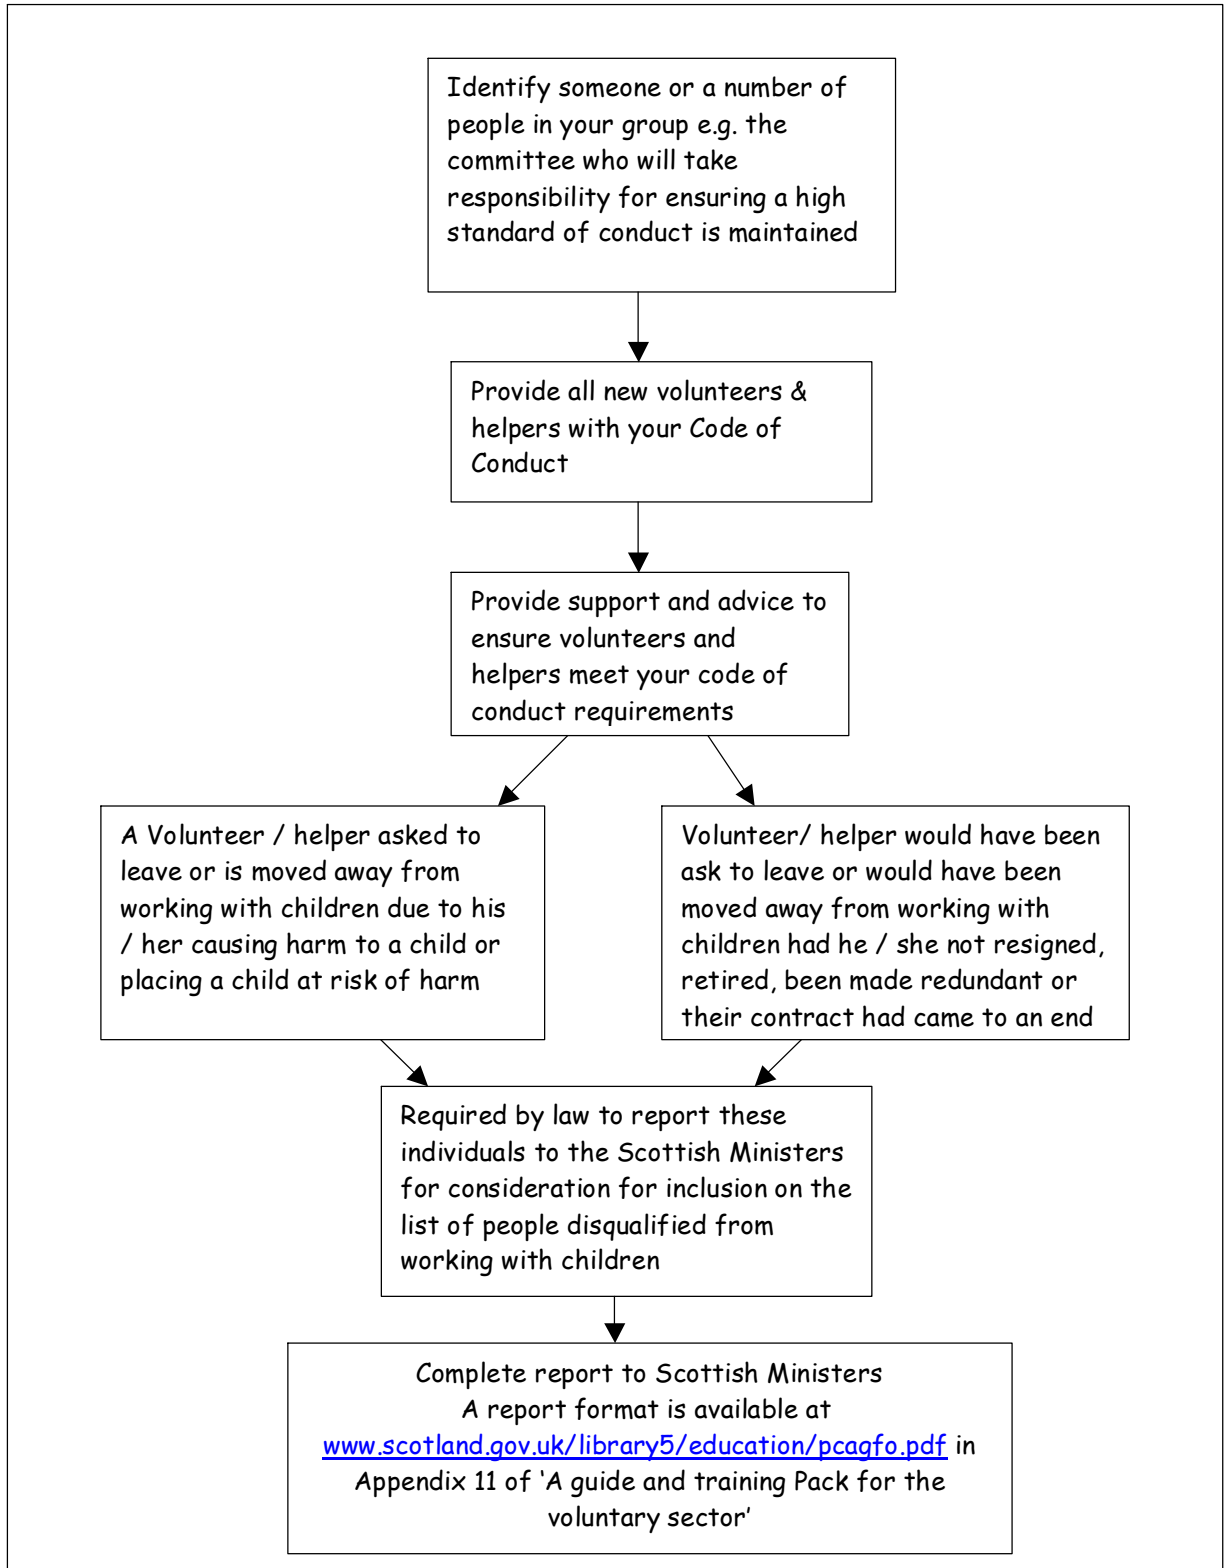 Identify someone or a number of
people in your group e.g. the
committee who will take
responsibility for ensuring a high
standard of conduct is maintained
Provide all new volunteers &
helpers with your Code of
Conduct
Provide support and advice to
ensure volunteers and
helpers meet your code of
conduct requirements
A Volunteer / helper asked to
leave or is moved away from
working with children due to his
/ her causing harm to a child or
placing a child at risk of harm
Volunteer/ helper would have been
ask to leave or would have been
moved away from working with
children had he / she not resigned,
retired, been made redundant or
their contract had came to an end
Required by law to report these
individuals to the Scottish Ministers
for consideration for inclusion on the
list of people disqualified from
working with children
Complete report to Scottish Ministers
A report format is available at
www.scotland.gov.uk/library5/education/pcagfo.pdf in
Appendix 11 of ‘A guide and training Pack for the
voluntary sector’